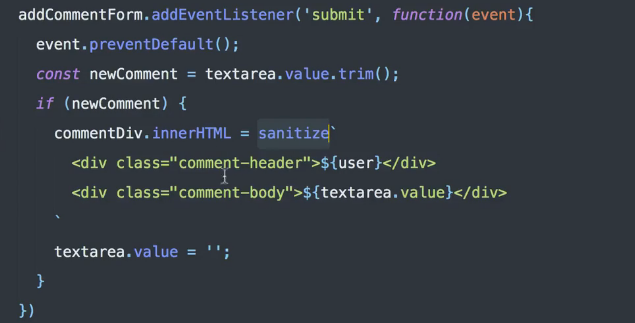 addCommentForm.addEventListener('submit', function(event){
event.preventDefault();
const newComment = textarea.value.trim();
if (newComment) {
commentDiv.innerHTML = sanitize`
<div class="comment-header">${user}</div>
<div class="comment-body">${textarea.value}</div>
`
textarea.value = '';
}
})